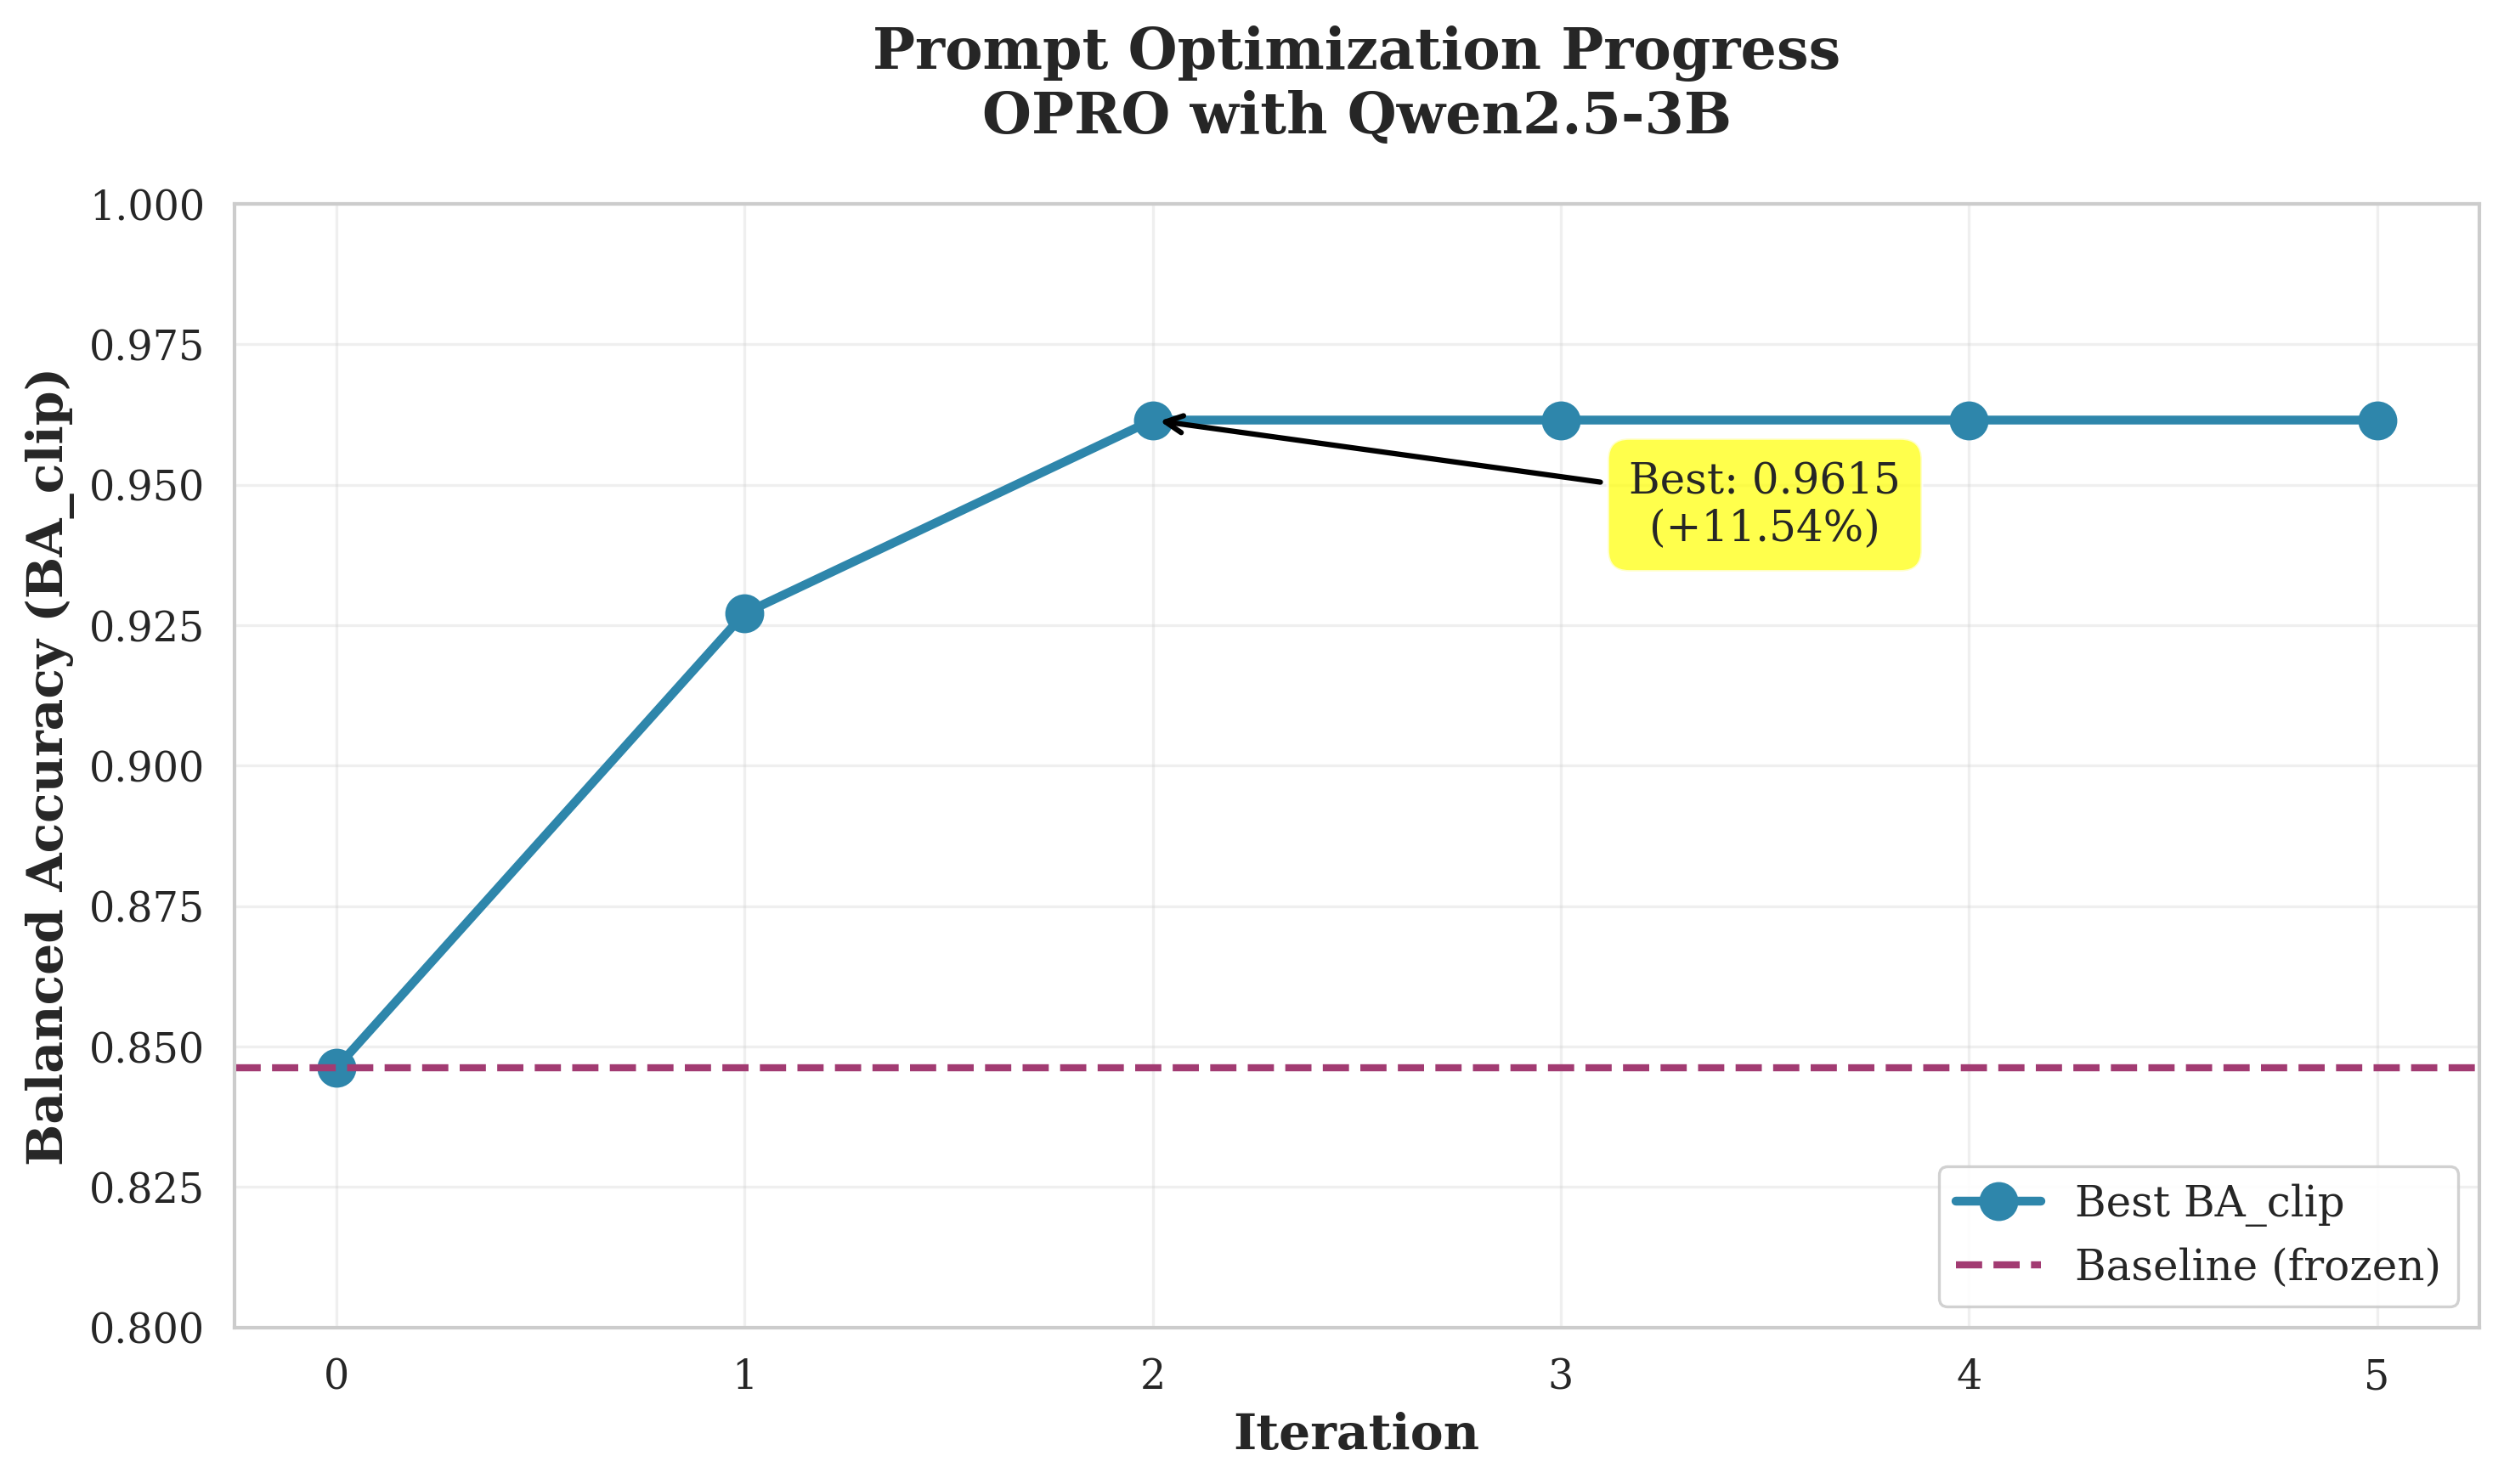 Prompt Optimization Progress
OPRO with Qwen2.5-3B
Balanced Accuracy (BA_clip)
1.000
0.975
0.950
0.925
0.900
0.875
0.850
0.825
0.800
Best: 0.9615
(+11.54%)
Best BA_clip
Baseline (frozen)
0 1 2 3 4 5
Iteration